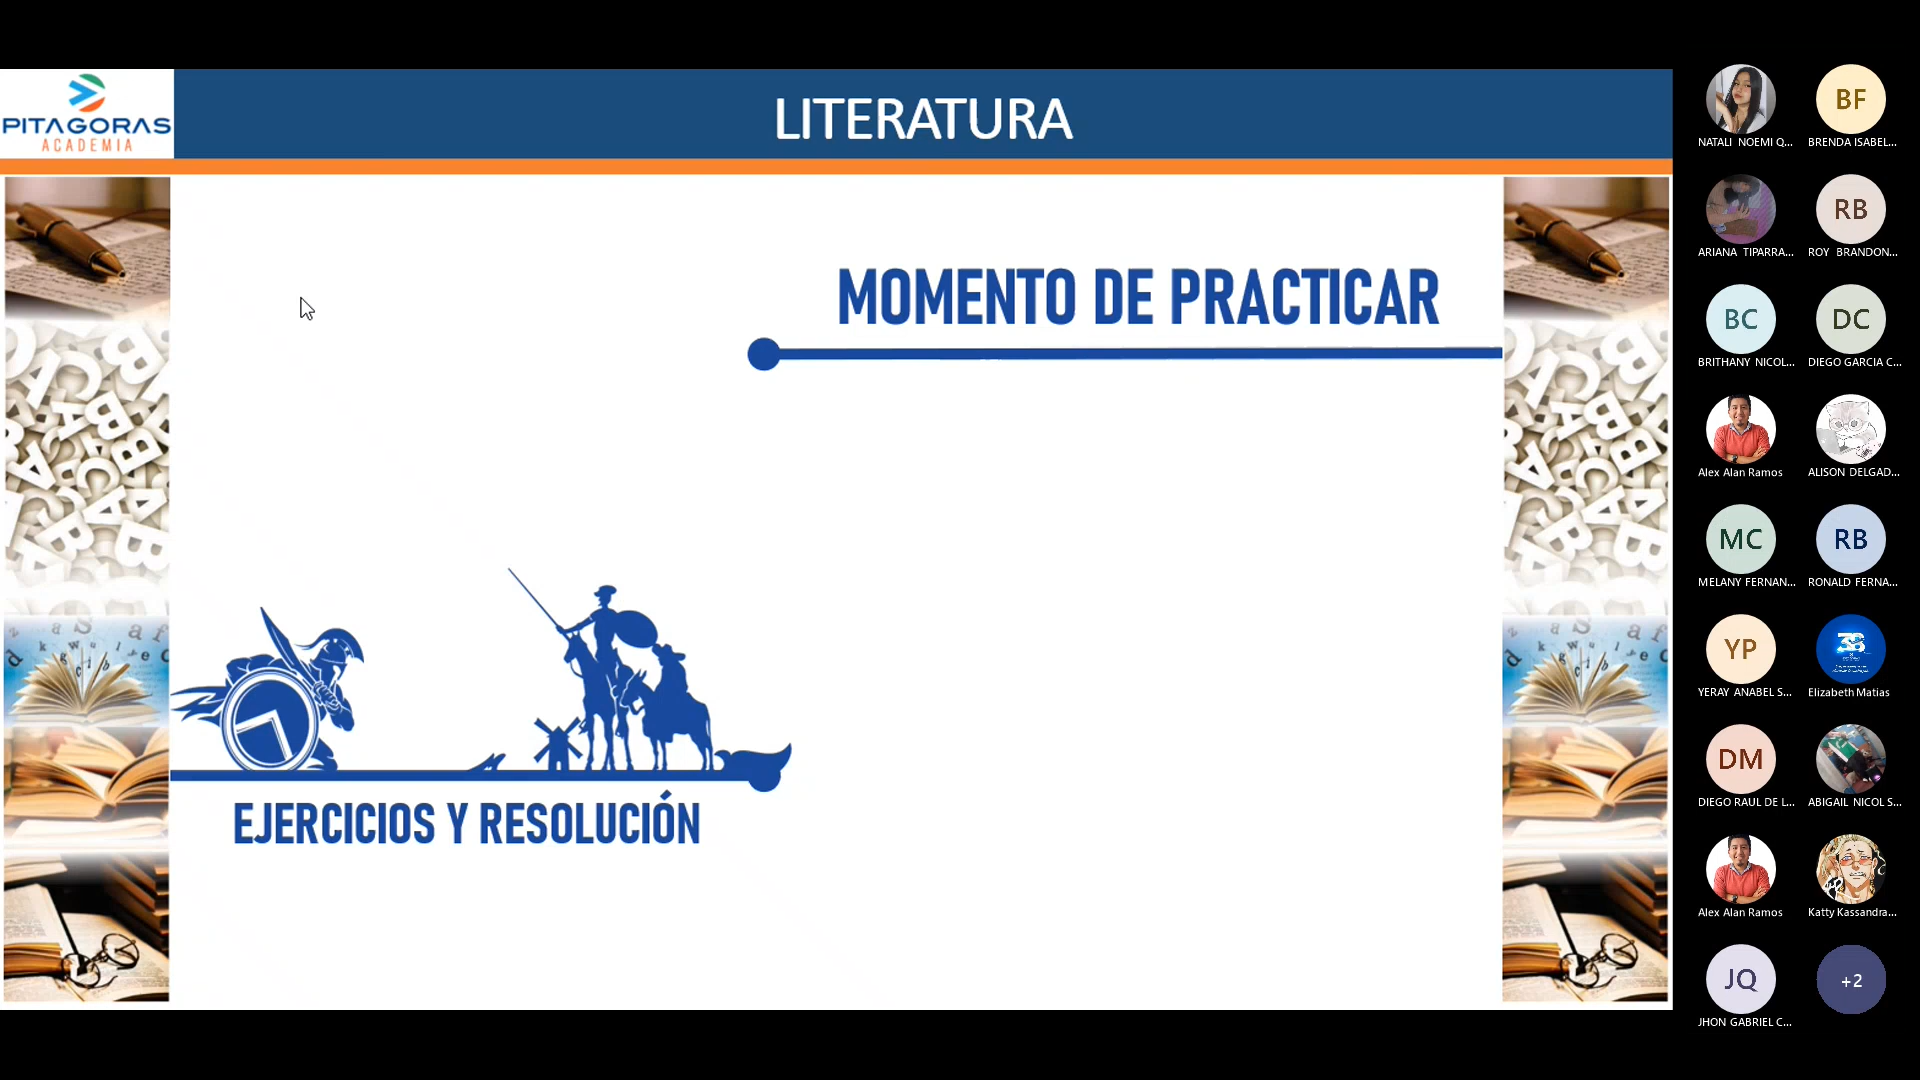 PITAGORAS
ACADEMIA
LITERATURA
MOMENTO DE PRACTICAR
EJERCICIOS Y RESOLUCIÓN
NATALI NOEMI Q...
BF
BRENDA ISABEL...
ARIANA TIPARRA...
RB
ROY BRANDON...
BC
BRITHANY NICOL...
DC
DIEGO GARCIA C...
Alex Alan Ramos
ALISON DELGAD...
MC
MELANY FERNAN...
RB
RONALD FERNA...
YP
YERAY ANABEL S...
38
Elizabeth Matias
DM
DIEGO RAUL DE L...
ABIGAIL NICOL S...
Alex Alan Ramos
Katty Kassandra...
JQ
JHON GABRIEL C...
+2